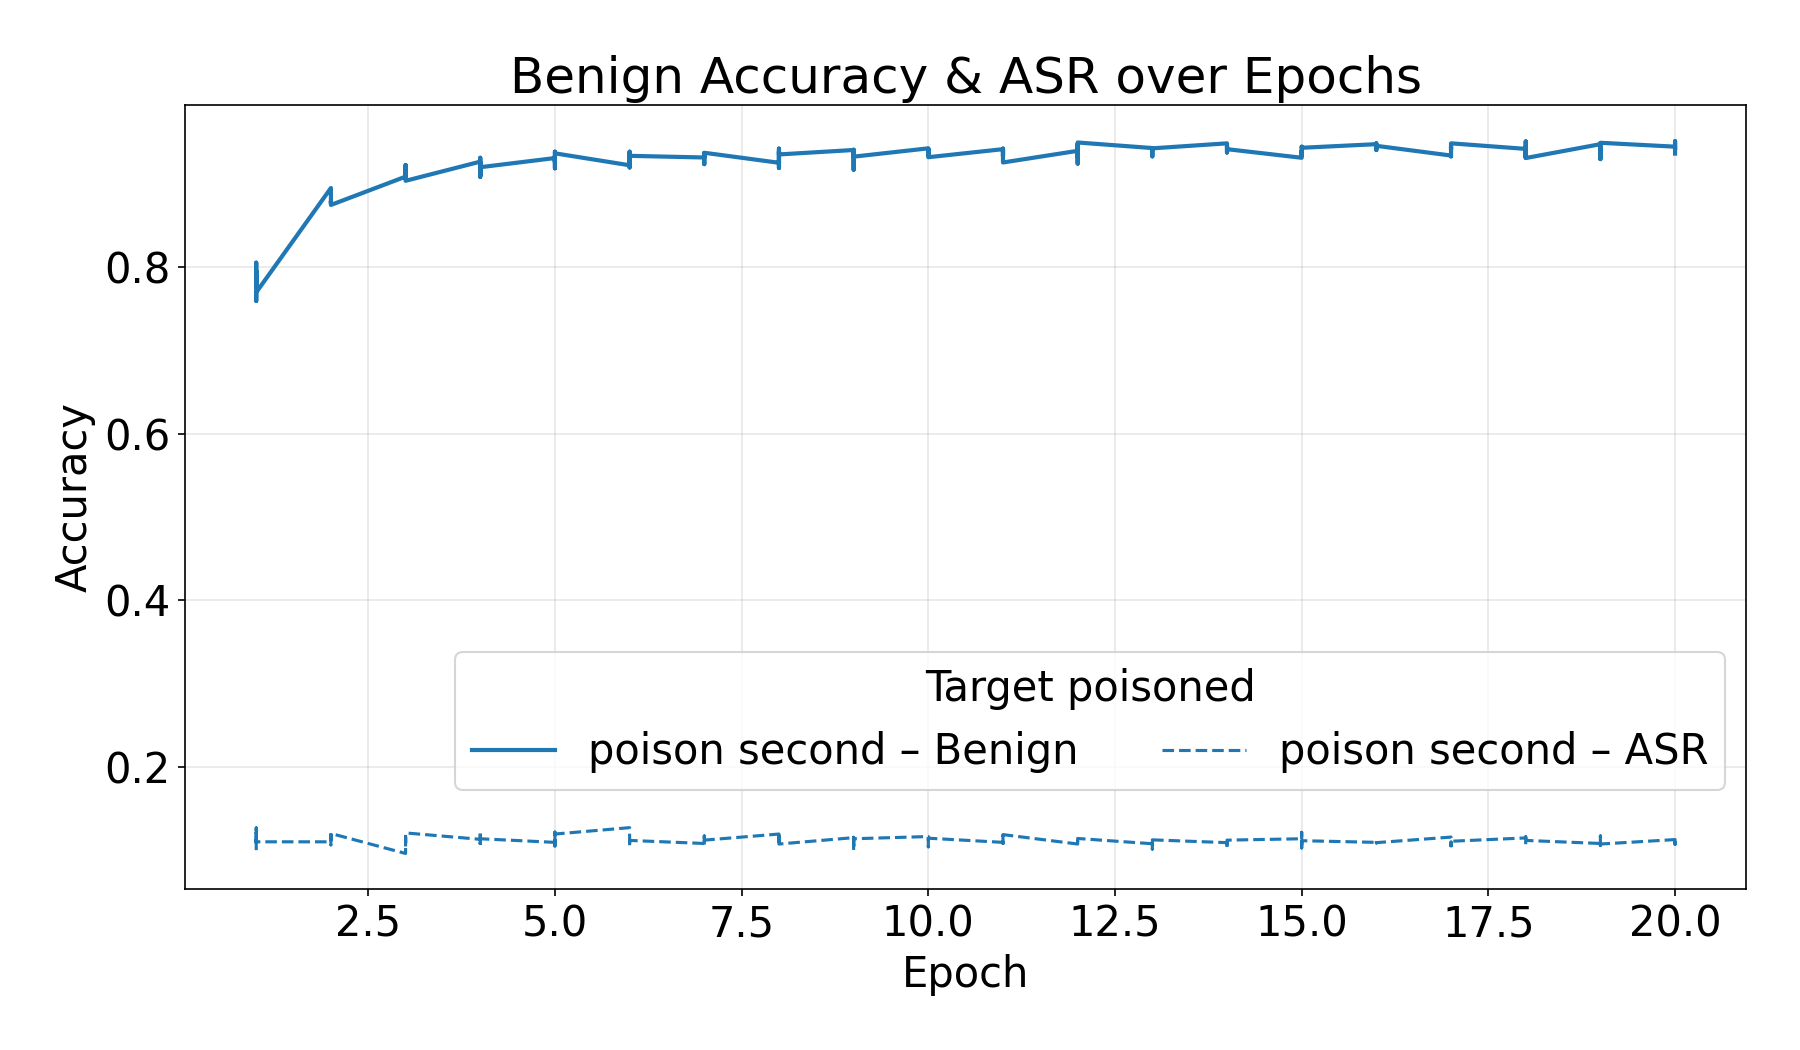 Benign Accuracy & ASR over Epochs
Accuracy
0.8
0.6
0.4
0.2
Target poisoned
poison second – Benign
poison second – ASR
2.5 5.0 7.5 10.0 12.5 15.0 17.5 20.0
Epoch